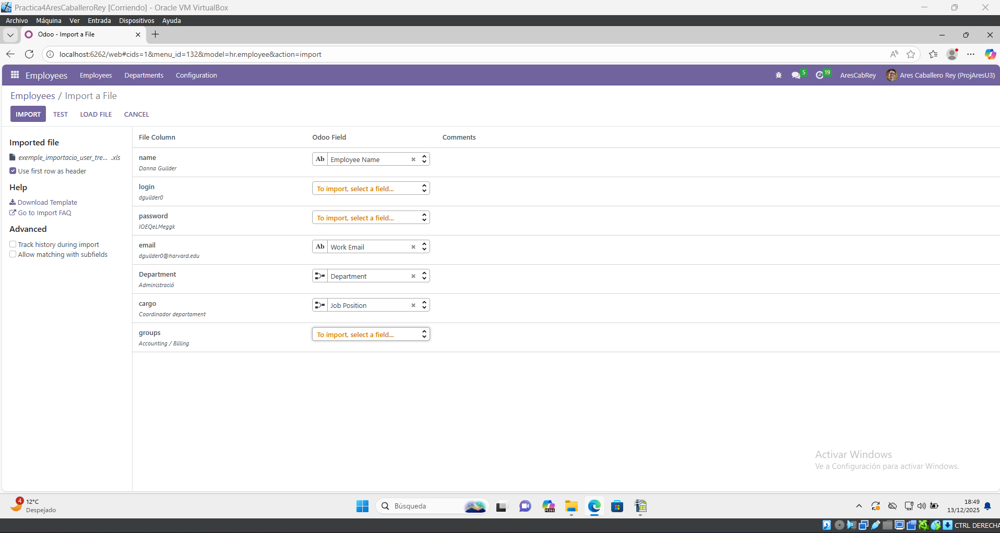 Practica4AresCaballeroRey [Corriendo] - Oracle VM VirtualBox
Archivo Máquina Ver Entrada Dispositivos Ayuda
Odoo - Import a File
localhost:6262/web#cids=1&menu_id=132&model=hr.employee&action=import
Employees Employees Departments Configuration 5 19 AresCabRey Ares Caballero Rey (ProjAresU3)
Employees / Import a File
IMPORT TEST LOAD FILE CANCEL
Imported file
exemple_importacio_user_tre... .xls
Use first row as header
Help
Download Template
Go to Import FAQ
Advanced
Track history during import
Allow matching with subfields
File Column Odoo Field Comments
name
Danna Guilder
Ab Employee Name
login
dguilder0
To import, select a field...
password
IOEQeLMeggk
To import, select a field...
email
dguilder0@harvard.edu
Ab Work Email
Department
Administració
Department
cargo
Coordinador departament
Job Position
groups
Accounting / Billing
To import, select a field...
Activar Windows
Ve a Configuración para activar Windows.
4
12°C
Despejado
Búsqueda
M365
18:49
13/12/2025
CTRL DERECHA